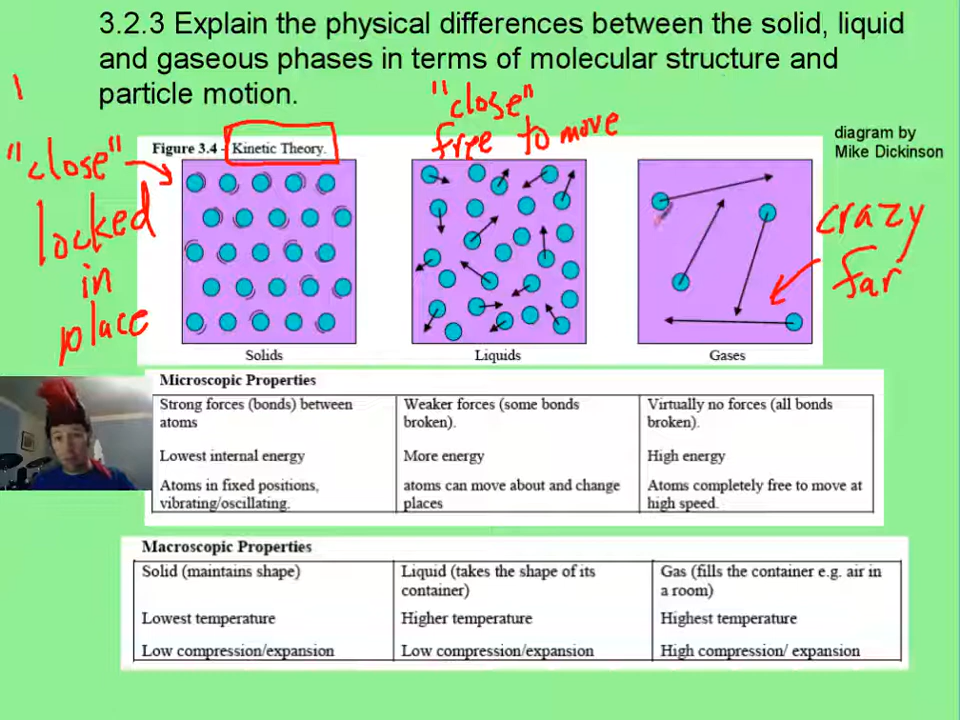 3.2.3 Explain the physical differences between the solid, liquid
and gaseous phases in terms of molecular structure and
particle motion.
"close"
free to move
"close"
locked
in
place
Figure 3.4 - Kinetic Theory.
diagram by
Mike Dickinson
crazy
far
Solids
Liquids
Gases
Microscopic Properties
Strong forces (bonds) between
atoms
Weaker forces (some bonds
broken).
Virtually no forces (all bonds
broken).
Lowest internal energy
More energy
High energy
Atoms in fixed positions,
vibrating/oscillating.
atoms can move about and change
places
Atoms completely free to move at
high speed.
Macroscopic Properties
Solid (maintains shape)
Liquid (takes the shape of its
container)
Gas (fills the container e.g. air in
a room)
Lowest temperature
Higher temperature
Highest temperature
Low compression/expansion
Low compression/expansion
High compression/ expansion